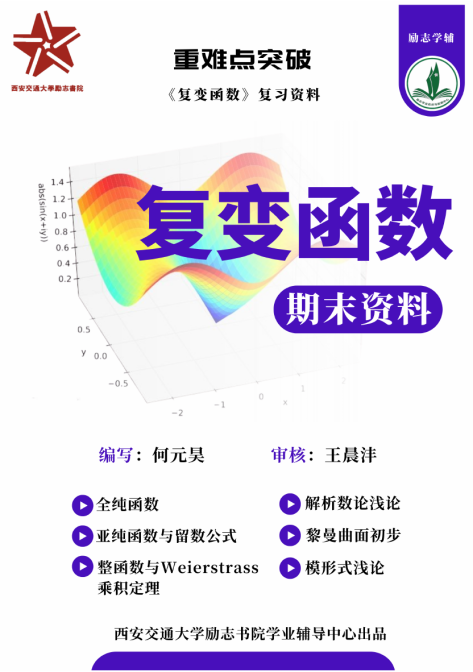 西安交通大學励志書院
励志学辅
重难点突破
《复变函数》复习资料
abs(sin(x+iy))
1.4
1.2
1.0
0.8
0.6
0.4
0.2
复变函数
期末资料
0.5
y 0.0
−0.5
−2
−1
0
x
1
2
编写：何元昊
审核：王晨沣
全纯函数
解析数论浅论
亚纯函数与留数公式
黎曼曲面初步
整函数与Weierstrass
乘积定理
模形式浅论
西安交通大学励志书院学业辅导中心出品